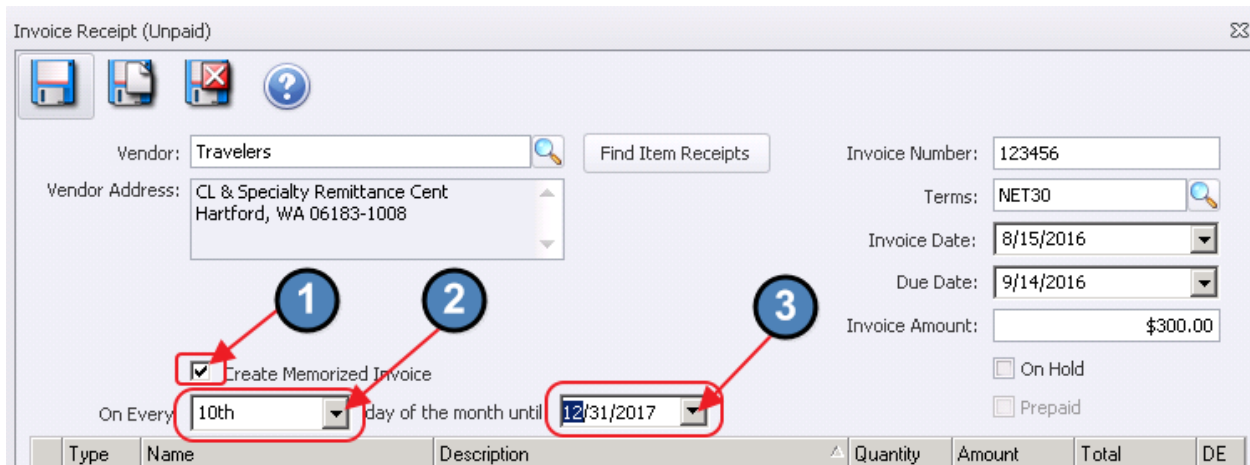 Invoice Receipt (Unpaid)
Vendor: Travelers
Find Item Receipts
Invoice Number: 123456
Vendor Address: CL & Specialty Remittance Cent
Hartford, WA 06183-1008
Terms: NET30
Invoice Date: 8/15/2016
Due Date: 9/14/2016
Invoice Amount: $300.00
1
2
3
Create Memorized Invoice
On Hold
On Every 10th day of the month until 12/31/2017
Prepaid
Type Name Description Quantity Amount Total DE